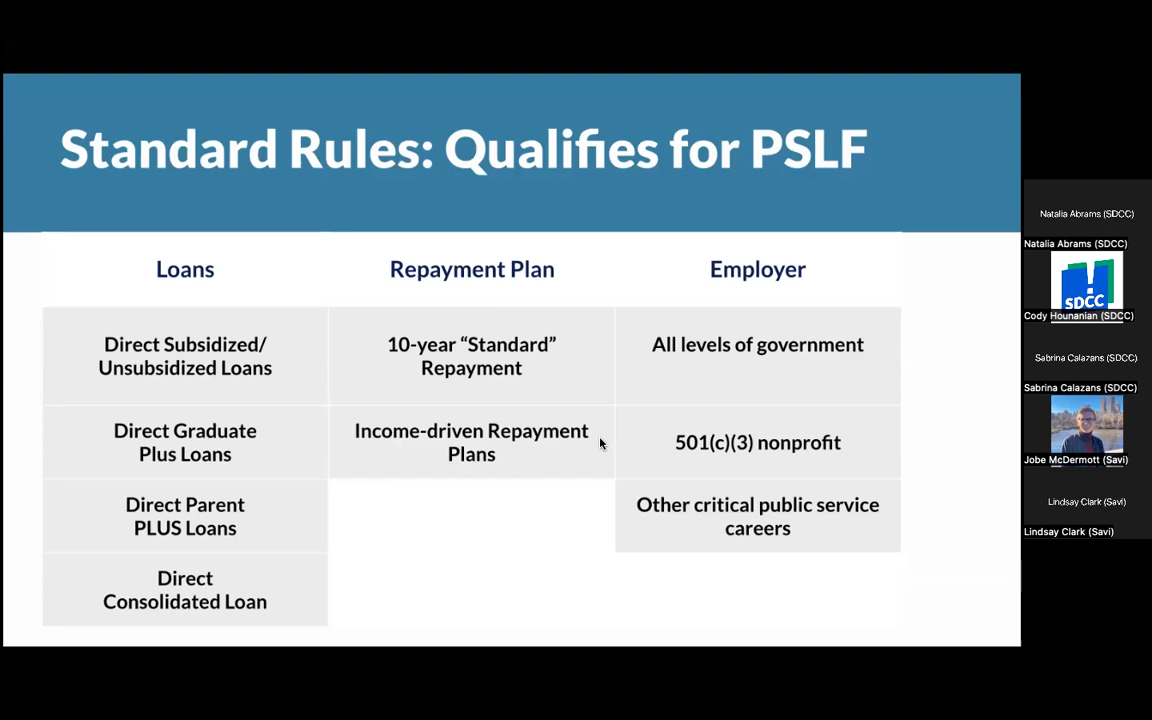 Standard Rules: Qualifies for PSLF
Loans
Repayment Plan
Employer
Direct Subsidized/
Unsubsidized Loans
10-year “Standard”
Repayment
All levels of government
Direct Graduate
Plus Loans
Income-driven Repayment
Plans
501(c)(3) nonprofit
Direct Parent
PLUS Loans
Other critical public service
careers
Direct
Consolidated Loan
Natalia Abrams (SDCC)
Natalia Abrams (SDCC)
SDCC
Cody Hounanian (SDCC)
Sabrina Calazans (SDCC)
Sabrina Calazans (SDCC)
Jobe McDermott (Savi)
Lindsay Clark (Savi)
Lindsay Clark (Savi)